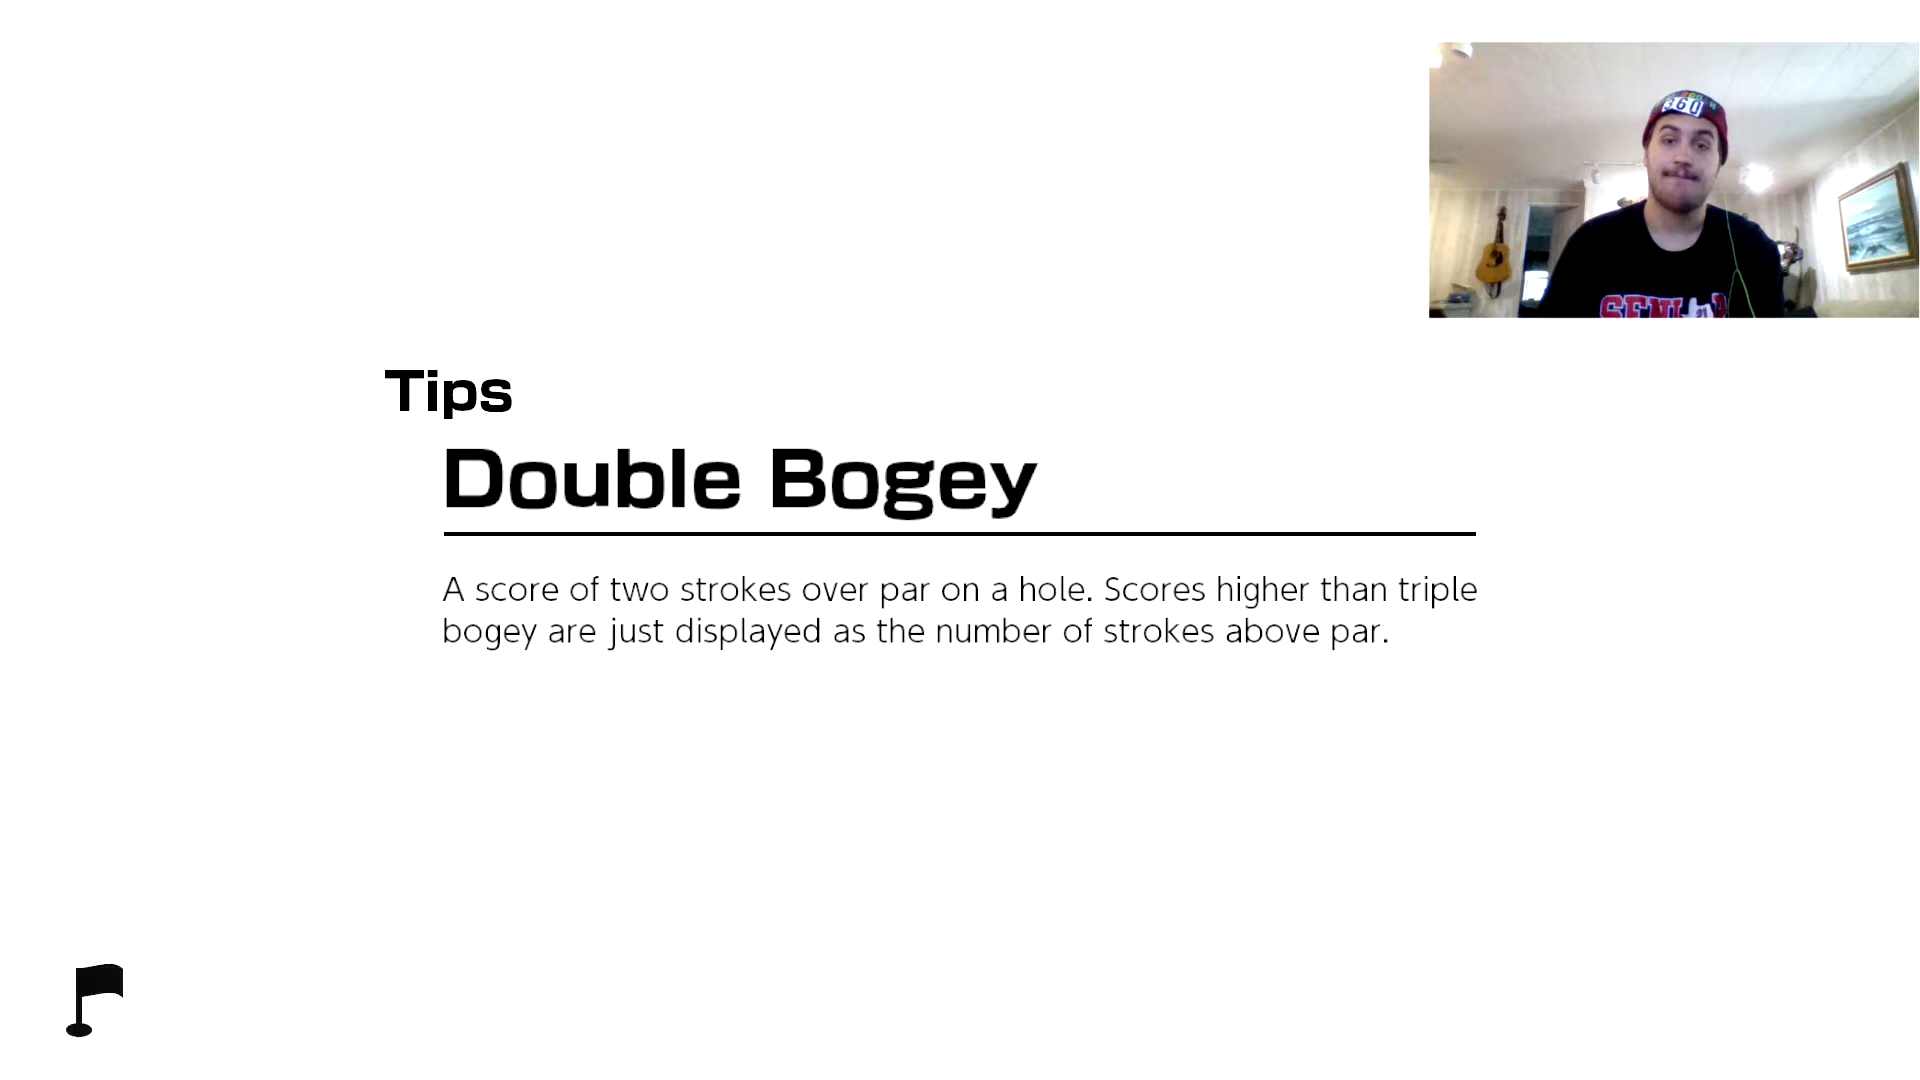 360
Tips
Double Bogey
A score of two strokes over par on a hole. Scores higher than triple
bogey are just displayed as the number of strokes above par.